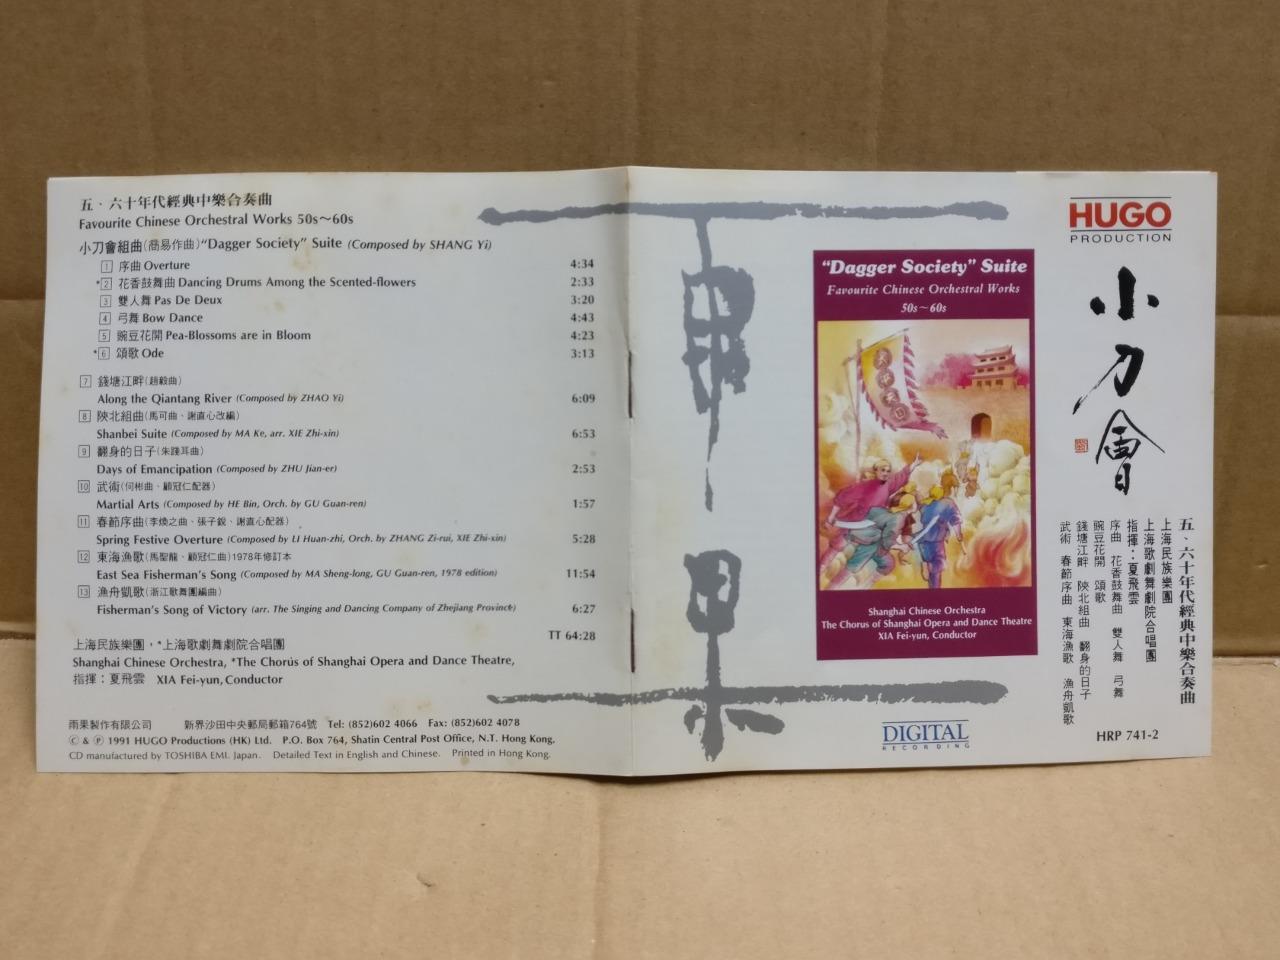 五、六十年代經典中樂合奏曲
Favourite Chinese Orchestral Works 50s～60s
小刀會組曲(商易作曲)"Dagger Society" Suite (Composed by SHANG Yi)
1 序曲 Overture 4:34
*2 花香鼓舞曲 Dancing Drums Among the Scented-flowers 2:33
3 雙人舞 Pas De Deux 3:20
4 弓舞 Bow Dance 4:43
5 豌豆花開 Pea-Blossoms are in Bloom 4:23
*6 頌歌 Ode 3:13
7 錢塘江畔(趙毅曲)
Along the Qiantang River (Composed by ZHAO Yi) 6:09
8 陝北組曲(馬可曲、謝直心改編)
Shanbei Suite (Composed by MA Ke, arr. XIE Zhi-xin) 6:53
9 翻身的日子(朱踐耳曲)
Days of Emancipation (Composed by ZHU Jian-er) 2:53
10 武術(何彬曲、顧冠仁配器)
Martial Arts (Composed by HE Bin, Orch. by GU Guan-ren) 1:57
11 春節序曲(李煥之曲、張子銳、謝直心配器)
Spring Festive Overture (Composed by LI Huan-zhi, Orch. by ZHANG Zi-rui, XIE Zhi-xin) 5:28
12 東海漁歌(馬聖龍、顧冠仁曲)1978年修訂本
East Sea Fisherman's Song (Composed by MA Sheng-long, GU Guan-ren, 1978 edition) 11:54
13 漁舟凱歌(浙江歌舞團編曲)
Fisherman's Song of Victory (arr. The Singing and Dancing Company of Zhejiang Province) 6:27
TT 64:28
上海民族樂團，*上海歌劇舞劇院合唱團
Shanghai Chinese Orchestra, *The Chorus of Shanghai Opera and Dance Theatre,
指揮：夏飛雲 XIA Fei-yun, Conductor
雨果製作有限公司 新界沙田中央郵局郵箱764號 Tel: (852)602 4066 Fax: (852)602 4078
© & ℗ 1991 HUGO Productions (HK) Ltd. P.O. Box 764, Shatin Central Post Office, N.T. Hong Kong.
CD manufactured by TOSHIBA EMI. Japan. Detailed Text in English and Chinese. Printed in Hong Kong.
雨果
"Dagger Society" Suite
Favourite Chinese Orchestral Works
50s～60s
Shanghai Chinese Orchestra
The Chorus of Shanghai Opera and Dance Theatre
XIA Fei-yun, Conductor
DIGITAL
RECORDING
HUGO
PRODUCTION
小刀會
五、六十年代經典中樂合奏曲
上海民族樂團
上海歌劇舞劇院合唱團
指揮：夏飛雲
序曲 花香鼓舞曲 雙人舞 弓舞
豌豆花開 頌歌
錢塘江畔 陝北組曲 翻身的日子
武術 春節序曲 東海漁歌 漁舟凱歌
HRP 741-2